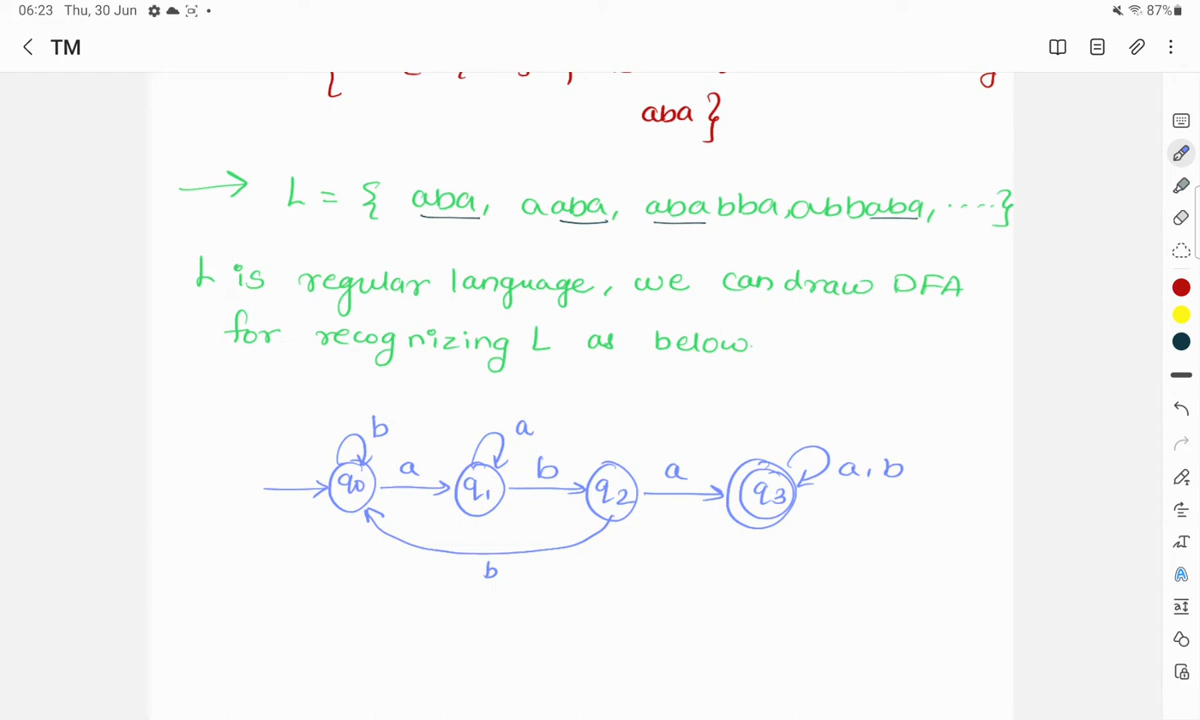 06:23 Thu, 30 Jun 87%
TM
aba }
→ L = { aba, aaba, ababba, abbaba, ....}
L is regular language, we can draw DFA
for recognizing L as below.
b a
q0 a q1 b q2 a q3 a, b
b